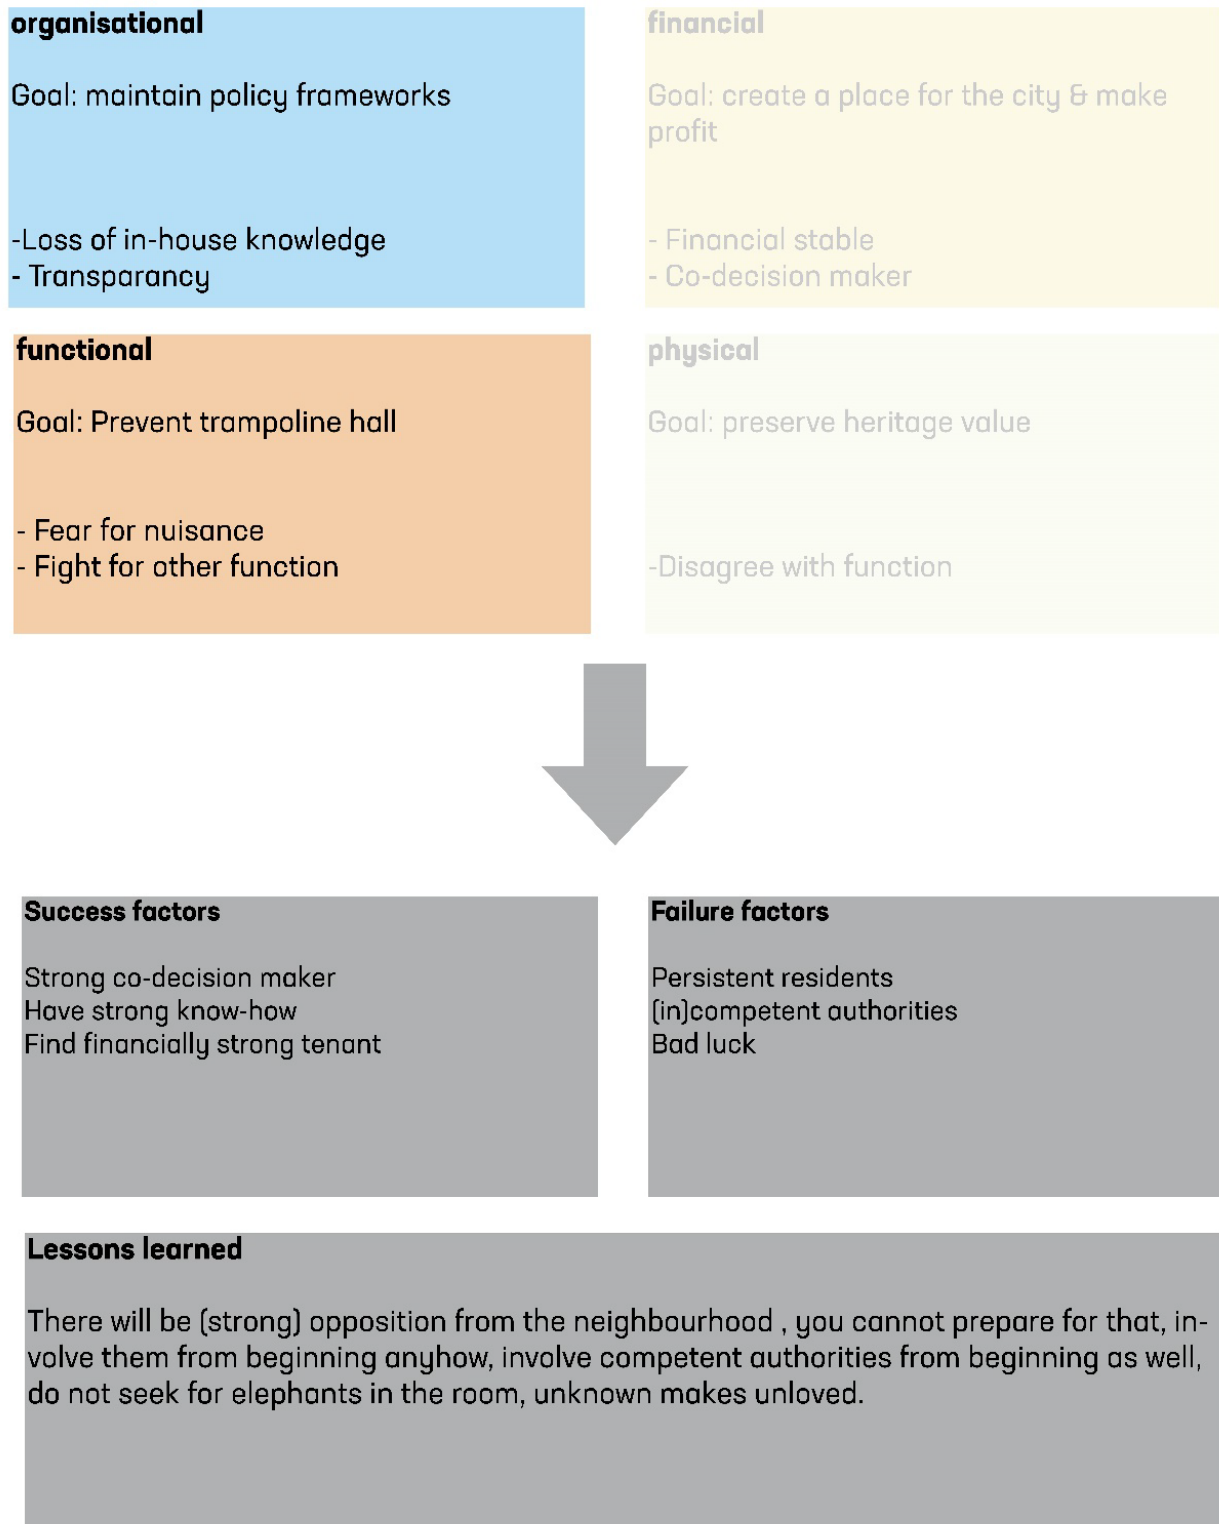 organisational
Goal: maintain policy frameworks
-Loss of in-house knowledge
- Transparancy
financial
Goal: create a place for the city & make
profit
- Financial stable
- Co-decision maker
functional
Goal: Prevent trampoline hall
- Fear for nuisance
- Fight for other function
physical
Goal: preserve heritage value
-Disagree with function
Success factors
Strong co-decision maker
Have strong know-how
Find financially strong tenant
Failure factors
Persistent residents
(in)competent authorities
Bad luck
Lessons learned
There will be (strong) opposition from the neighbourhood , you cannot prepare for that, in-
volve them from beginning anyhow, involve competent authorities from beginning as well,
do not seek for elephants in the room, unknown makes unloved.